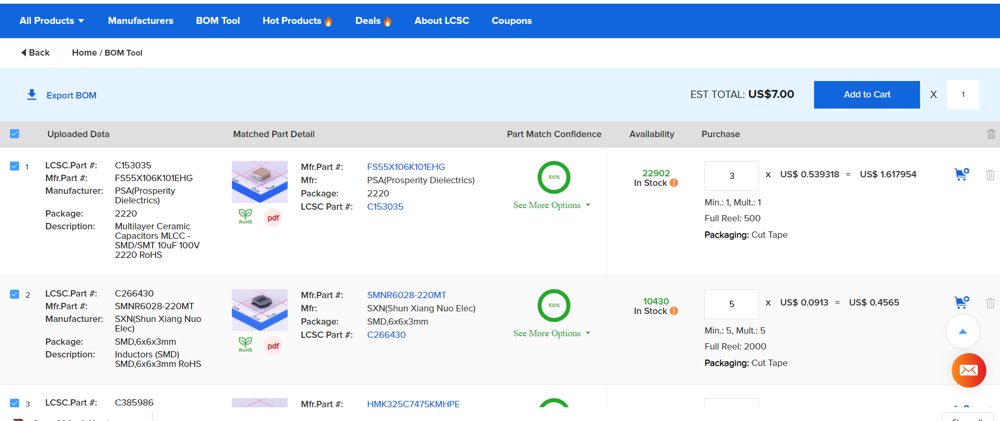 All Products Manufacturers BOM Tool Hot Products Deals About LCSC Coupons
Back Home / BOM Tool
Export BOM EST TOTAL: US$7.00 Add to Cart X 1
Uploaded Data Matched Part Detail Part Match Confidence Availability Purchase
1
LCSC.Part #: C153035
Mfr.Part #: FS55X106K101EHG
Manufacturer: PSA(Prosperity
Dielectrics)
Package: 2220
Description: Multilayer Ceramic
Capacitors MLCC -
SMD/SMT 10uF 100V
2220 RoHS
RoHS pdf
Mfr.Part #: FS55X106K101EHG
Mfr: PSA(Prosperity Dielectrics)
Package: 2220
LCSC Part #: C153035
100%
See More Options
22902
In Stock
3 x US$ 0.539318 = US$ 1.617954
Min.: 1, Mult.: 1
Full Reel: 500
Packaging: Cut Tape
2
LCSC.Part #: C266430
Mfr.Part #: SMNR6028-220MT
Manufacturer: SXN(Shun Xiang Nuo
Elec)
Package: SMD,6x6x3mm
Description: Inductors (SMD)
SMD,6x6x3mm RoHS
220
RoHS pdf
Mfr.Part #: SMNR6028-220MT
Mfr: SXN(Shun Xiang Nuo Elec)
Package: SMD,6x6x3mm
LCSC Part #: C266430
100%
See More Options
10430
In Stock
5 x US$ 0.0913 = US$ 0.4565
Min.: 5, Mult.: 5
Full Reel: 2000
Packaging: Cut Tape
3
LCSC.Part #: C385986
Mfr.Part #: HMK325C7475KMHPE